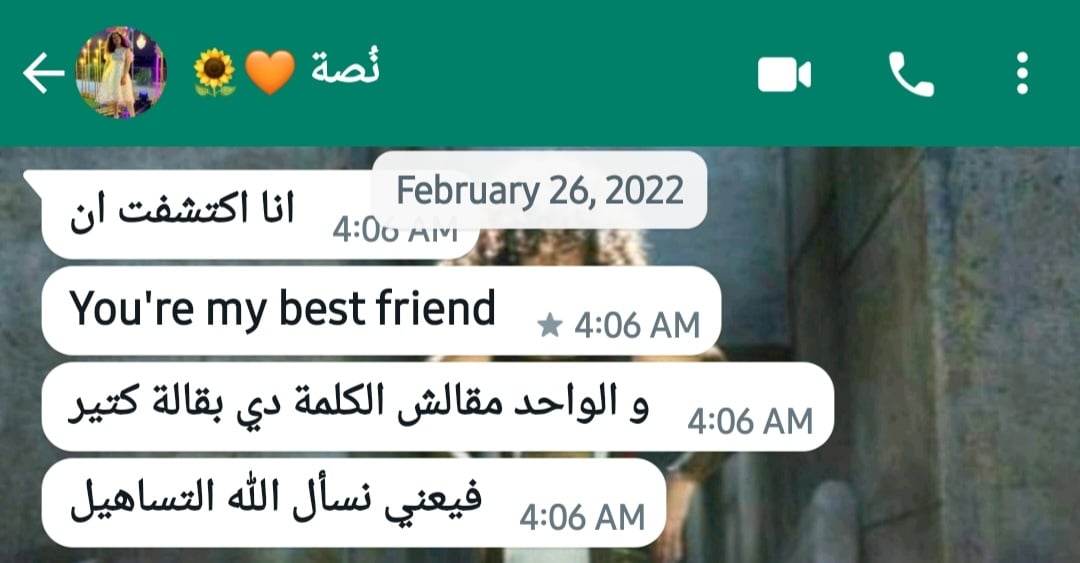 🌻🧡 نُصة
February 26, 2022
انا اكتشفت ان
4:06 AM
You're my best friend
★ 4:06 AM
و الواحد مقالش الكلمة دي بقالة كتير
4:06 AM
فيعني نسأل الله التساهيل
4:06 AM